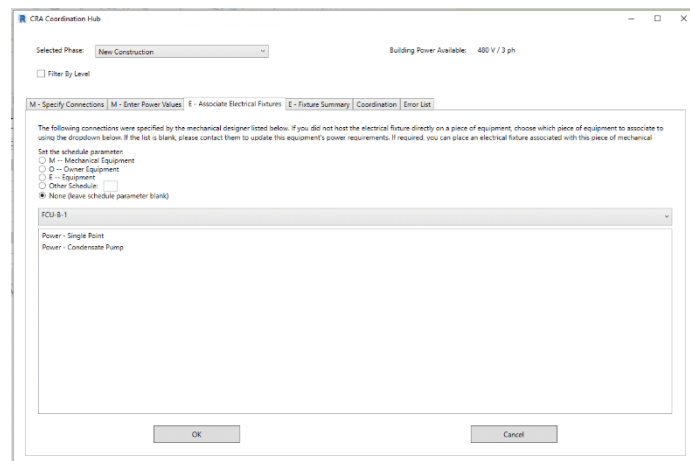 CRA Coordination Hub
Selected Phase: New Construction Building Power Available: 480 V / 3 ph
Filter By Level
M - Specify Connections M - Enter Power Values E - Associate Electrical Fixtures E - Fixture Summary Coordination Error List
The following connections were specified by the mechanical designer listed below. If you did not host the electrical fixture directly on a piece of equipment, choose which piece of equipment to associate to
using the dropdown below. If the list is blank, please contact them to update this equipment's power requirements. If required, you can place an electrical fixture associated with this piece of mechanical
Set the schedule parameter:
M -- Mechanical Equipment
O -- Owner Equipment
E -- Equipment
Other Schedule:
None (leave schedule parameter blank)
FCU-B-1
Power - Single Point
Power - Condensate Pump
OK Cancel